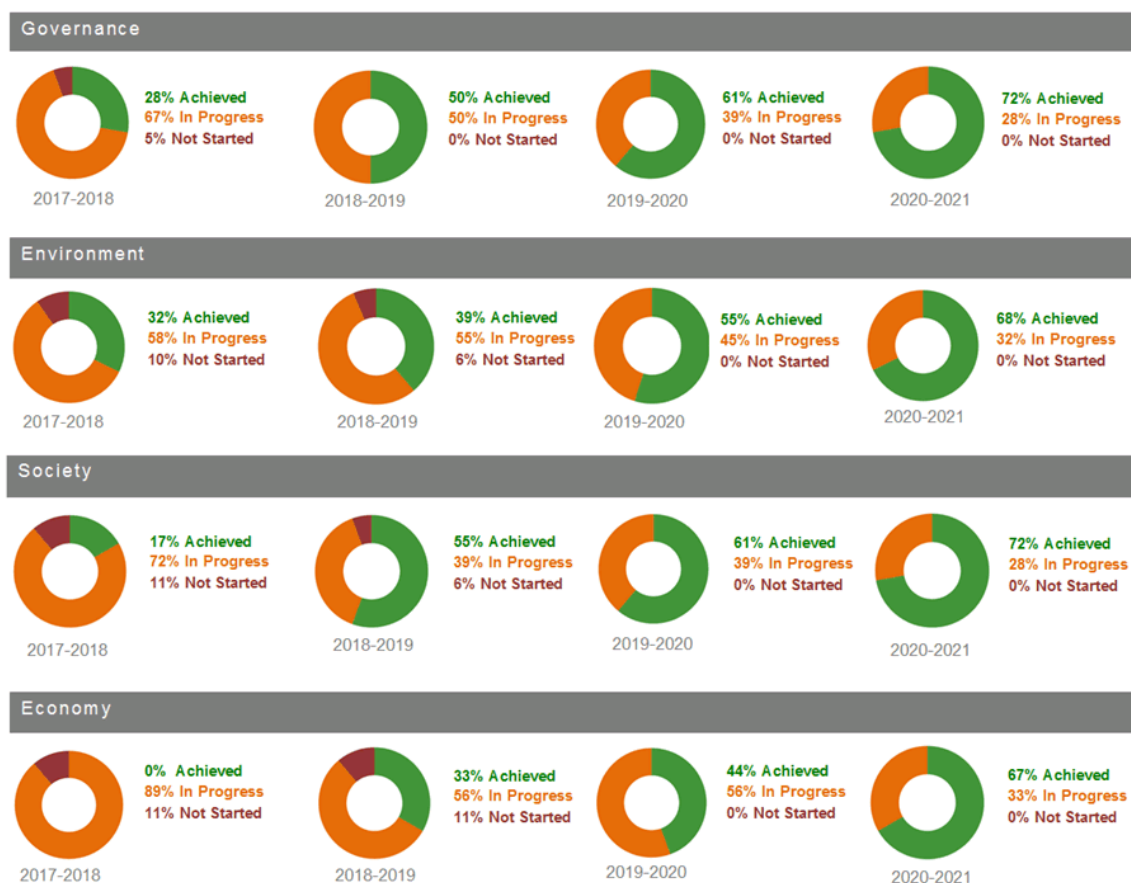 Governance
28% Achieved
67% In Progress
5% Not Started
2017-2018
50% Achieved
50% In Progress
0% Not Started
2018-2019
61% Achieved
39% In Progress
0% Not Started
2019-2020
72% Achieved
28% In Progress
0% Not Started
2020-2021
Environment
32% Achieved
58% In Progress
10% Not Started
2017-2018
39% Achieved
55% In Progress
6% Not Started
2018-2019
55% Achieved
45% In Progress
0% Not Started
2019-2020
68% Achieved
32% In Progress
0% Not Started
2020-2021
Society
17% Achieved
72% In Progress
11% Not Started
2017-2018
55% Achieved
39% In Progress
6% Not Started
2018-2019
61% Achieved
39% In Progress
0% Not Started
2019-2020
72% Achieved
28% In Progress
0% Not Started
2020-2021
Economy
0% Achieved
89% In Progress
11% Not Started
2017-2018
33% Achieved
56% In Progress
11% Not Started
2018-2019
44% Achieved
56% In Progress
0% Not Started
2019-2020
67% Achieved
33% In Progress
0% Not Started
2020-2021